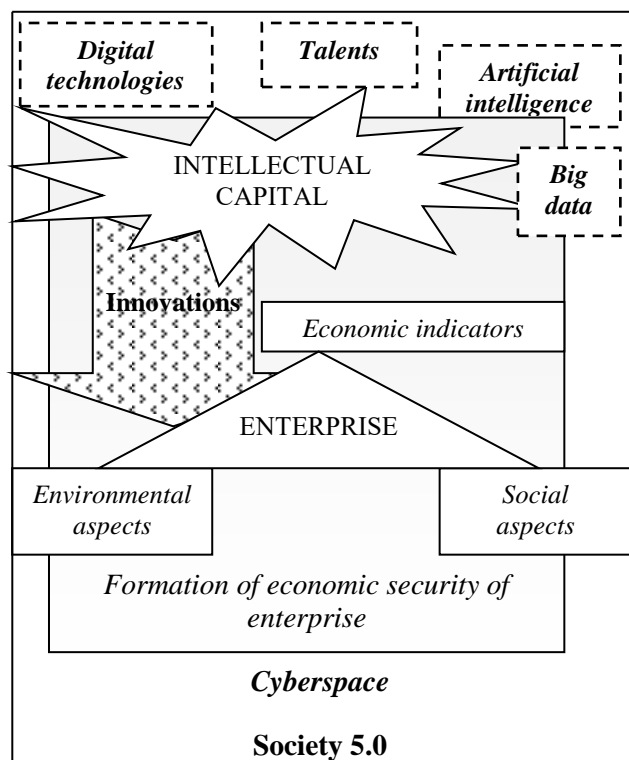 Digital
technologies
Talents
Artificial
intelligence
INTELLECTUAL
CAPITAL
Big
data
Innovations
Economic indicators
ENTERPRISE
Environmental
aspects
Social
aspects
Formation of economic security of
enterprise
Cyberspace
Society 5.0